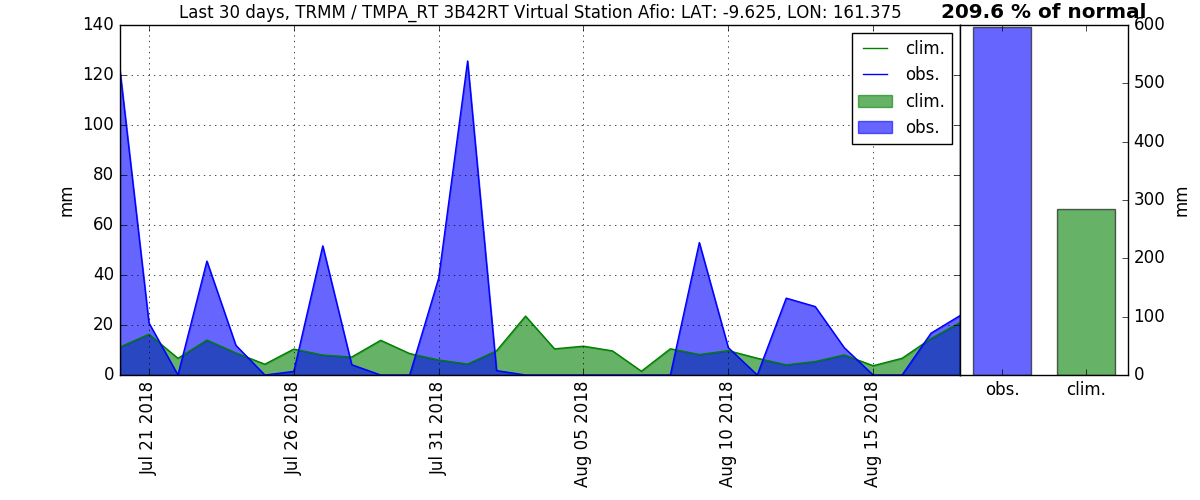 Last 30 days, TRMM / TMPA_RT 3B42RT Virtual Station Afio: LAT: -9.625, LON: 161.375
209.6 % of normal
140
120
100
80
60
40
20
0
mm
clim.
obs.
clim.
obs.
Jul 21 2018
Jul 26 2018
Jul 31 2018
Aug 05 2018
Aug 10 2018
Aug 15 2018
600
500
400
300
200
100
0
mm
obs.
clim.